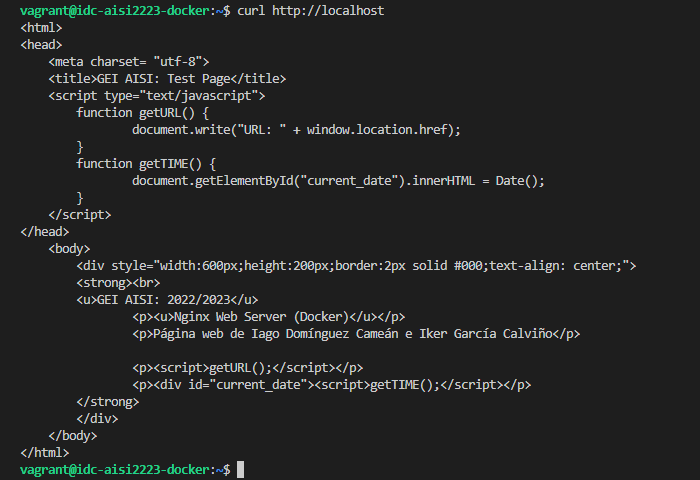 vagrant@idc-aisi2223-docker:~$ curl http://localhost
<html>
<head>
    <meta charset= "utf-8">
    <title>GEI AISI: Test Page</title>
    <script type="text/javascript">
        function getURL() {
                document.write("URL: " + window.location.href);
        }
        function getTIME() {
                document.getElementById("current_date").innerHTML = Date();
        }
    </script>
</head>
    <body>
        <div style="width:600px;height:200px;border:2px solid #000;text-align: center;">
        <strong><br>
        <u>GEI AISI: 2022/2023</u>
                <p><u>Nginx Web Server (Docker)</u></p>
                <p>Página web de Iago Domínguez Cameán e Iker García Calviño</p>

                <p><script>getURL();</script></p>
                <p><div id="current_date"><script>getTIME();</script></p>
        </strong>
        </div>
    </body>
</html>
vagrant@idc-aisi2223-docker:~$